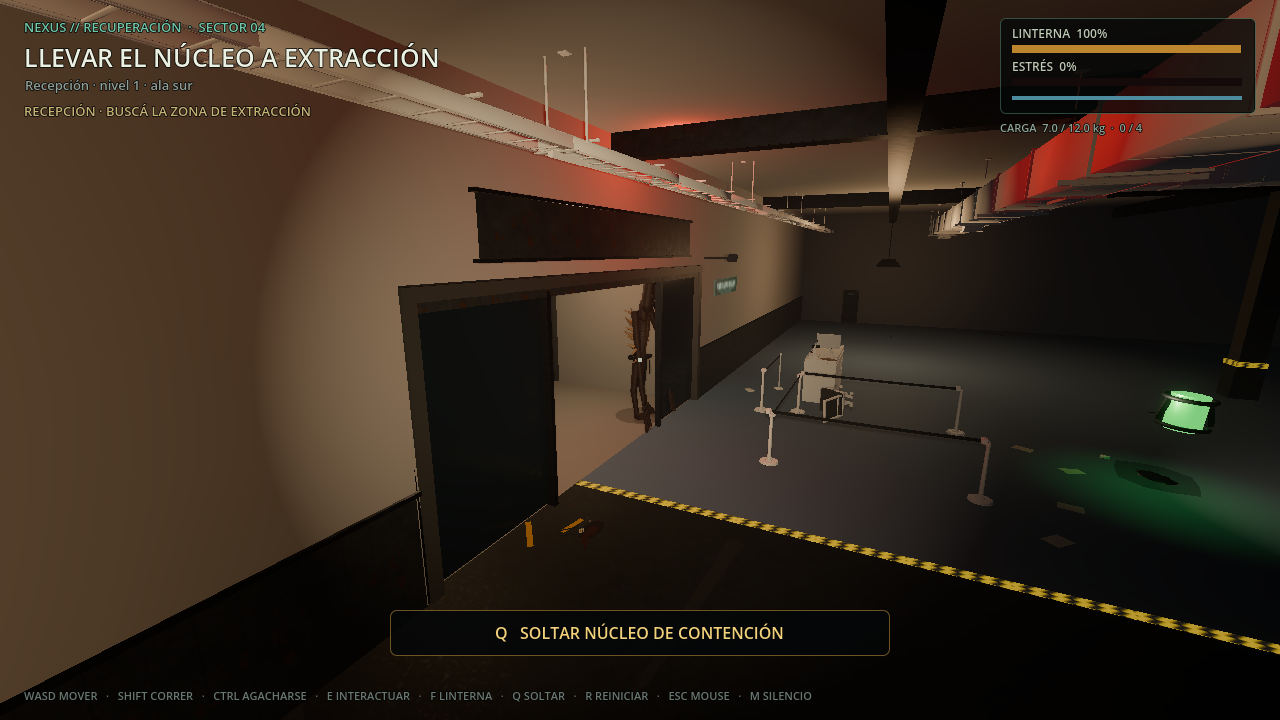 NEXUS // RECUPERACIÓN · SECTOR 04
LLEVAR EL NÚCLEO A EXTRACCIÓN
Recepción · nivel 1 · ala sur
RECEPCIÓN · BUSCÁ LA ZONA DE EXTRACCIÓN
LINTERNA 100%
ESTRÉS 0%
CARGA 7.0 / 12.0 kg · 0 / 4
Q SOLTAR NÚCLEO DE CONTENCIÓN
WASD MOVER · SHIFT CORRER · CTRL AGACHARSE · E INTERACTUAR · F LINTERNA · Q SOLTAR · R REINICIAR · ESC MOUSE · M SILENCIO